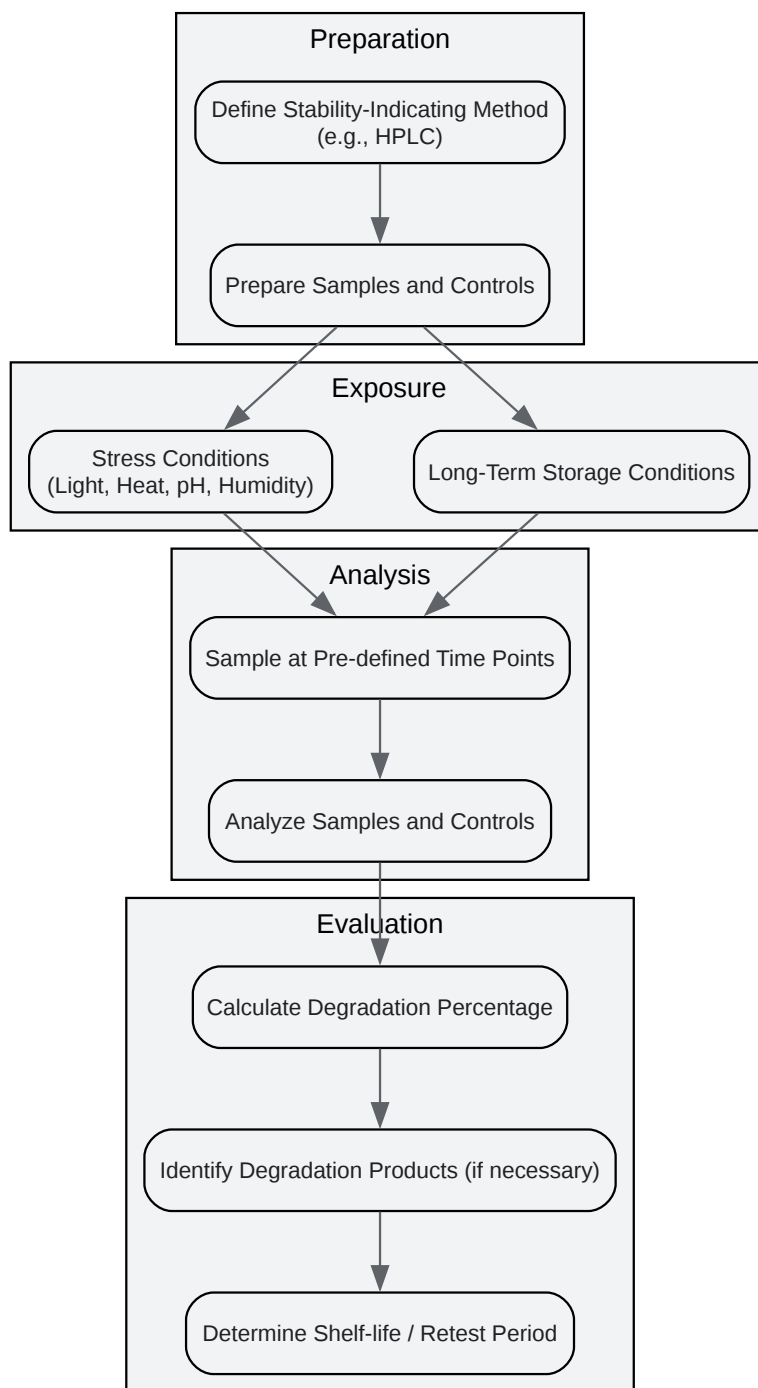 Preparation
Define Stability-Indicating Method
(e.g., HPLC)
Prepare Samples and Controls
Exposure
Stress Conditions
(Light, Heat, pH, Humidity)
Long-Term Storage Conditions
Analysis
Sample at Pre-defined Time Points
Analyze Samples and Controls
Evaluation
Calculate Degradation Percentage
Identify Degradation Products (if necessary)
Determine Shelf-life / Retest Period